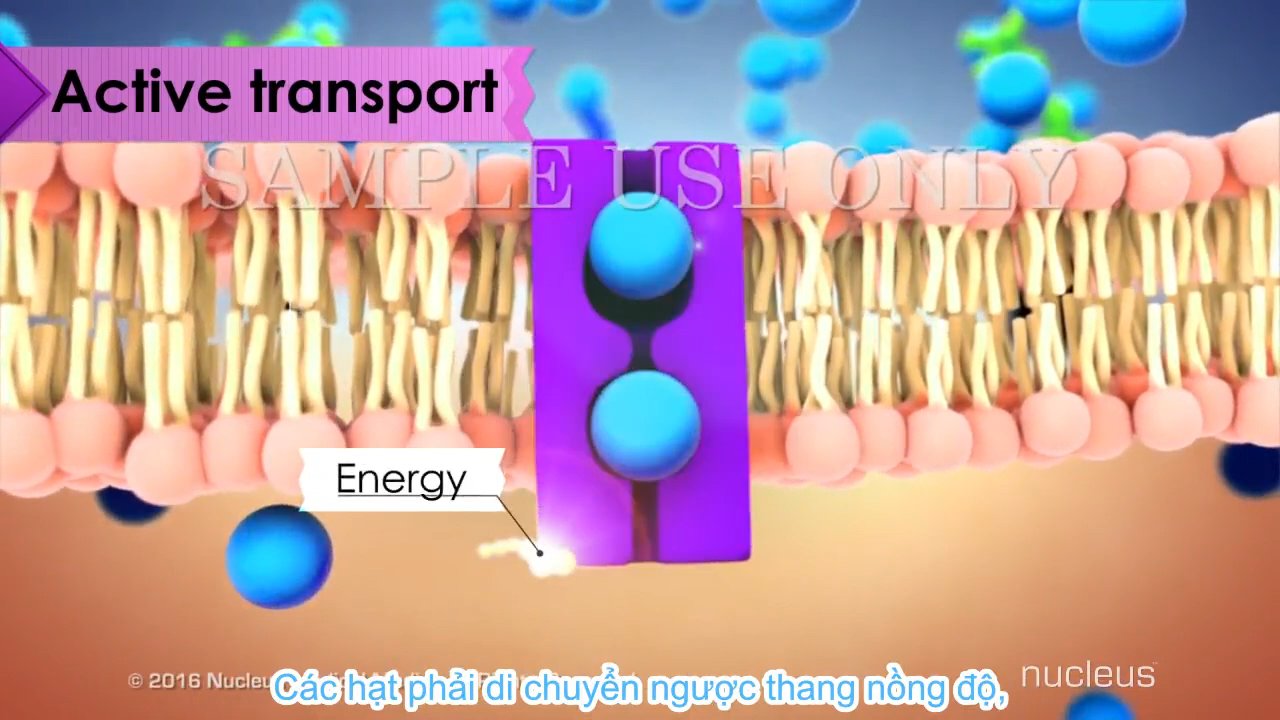 Active transport
SAMPLE USE ONLY
Energy
© 2016 Nucleus
nucleus
Các hạt phải di chuyển ngược thang nồng độ,